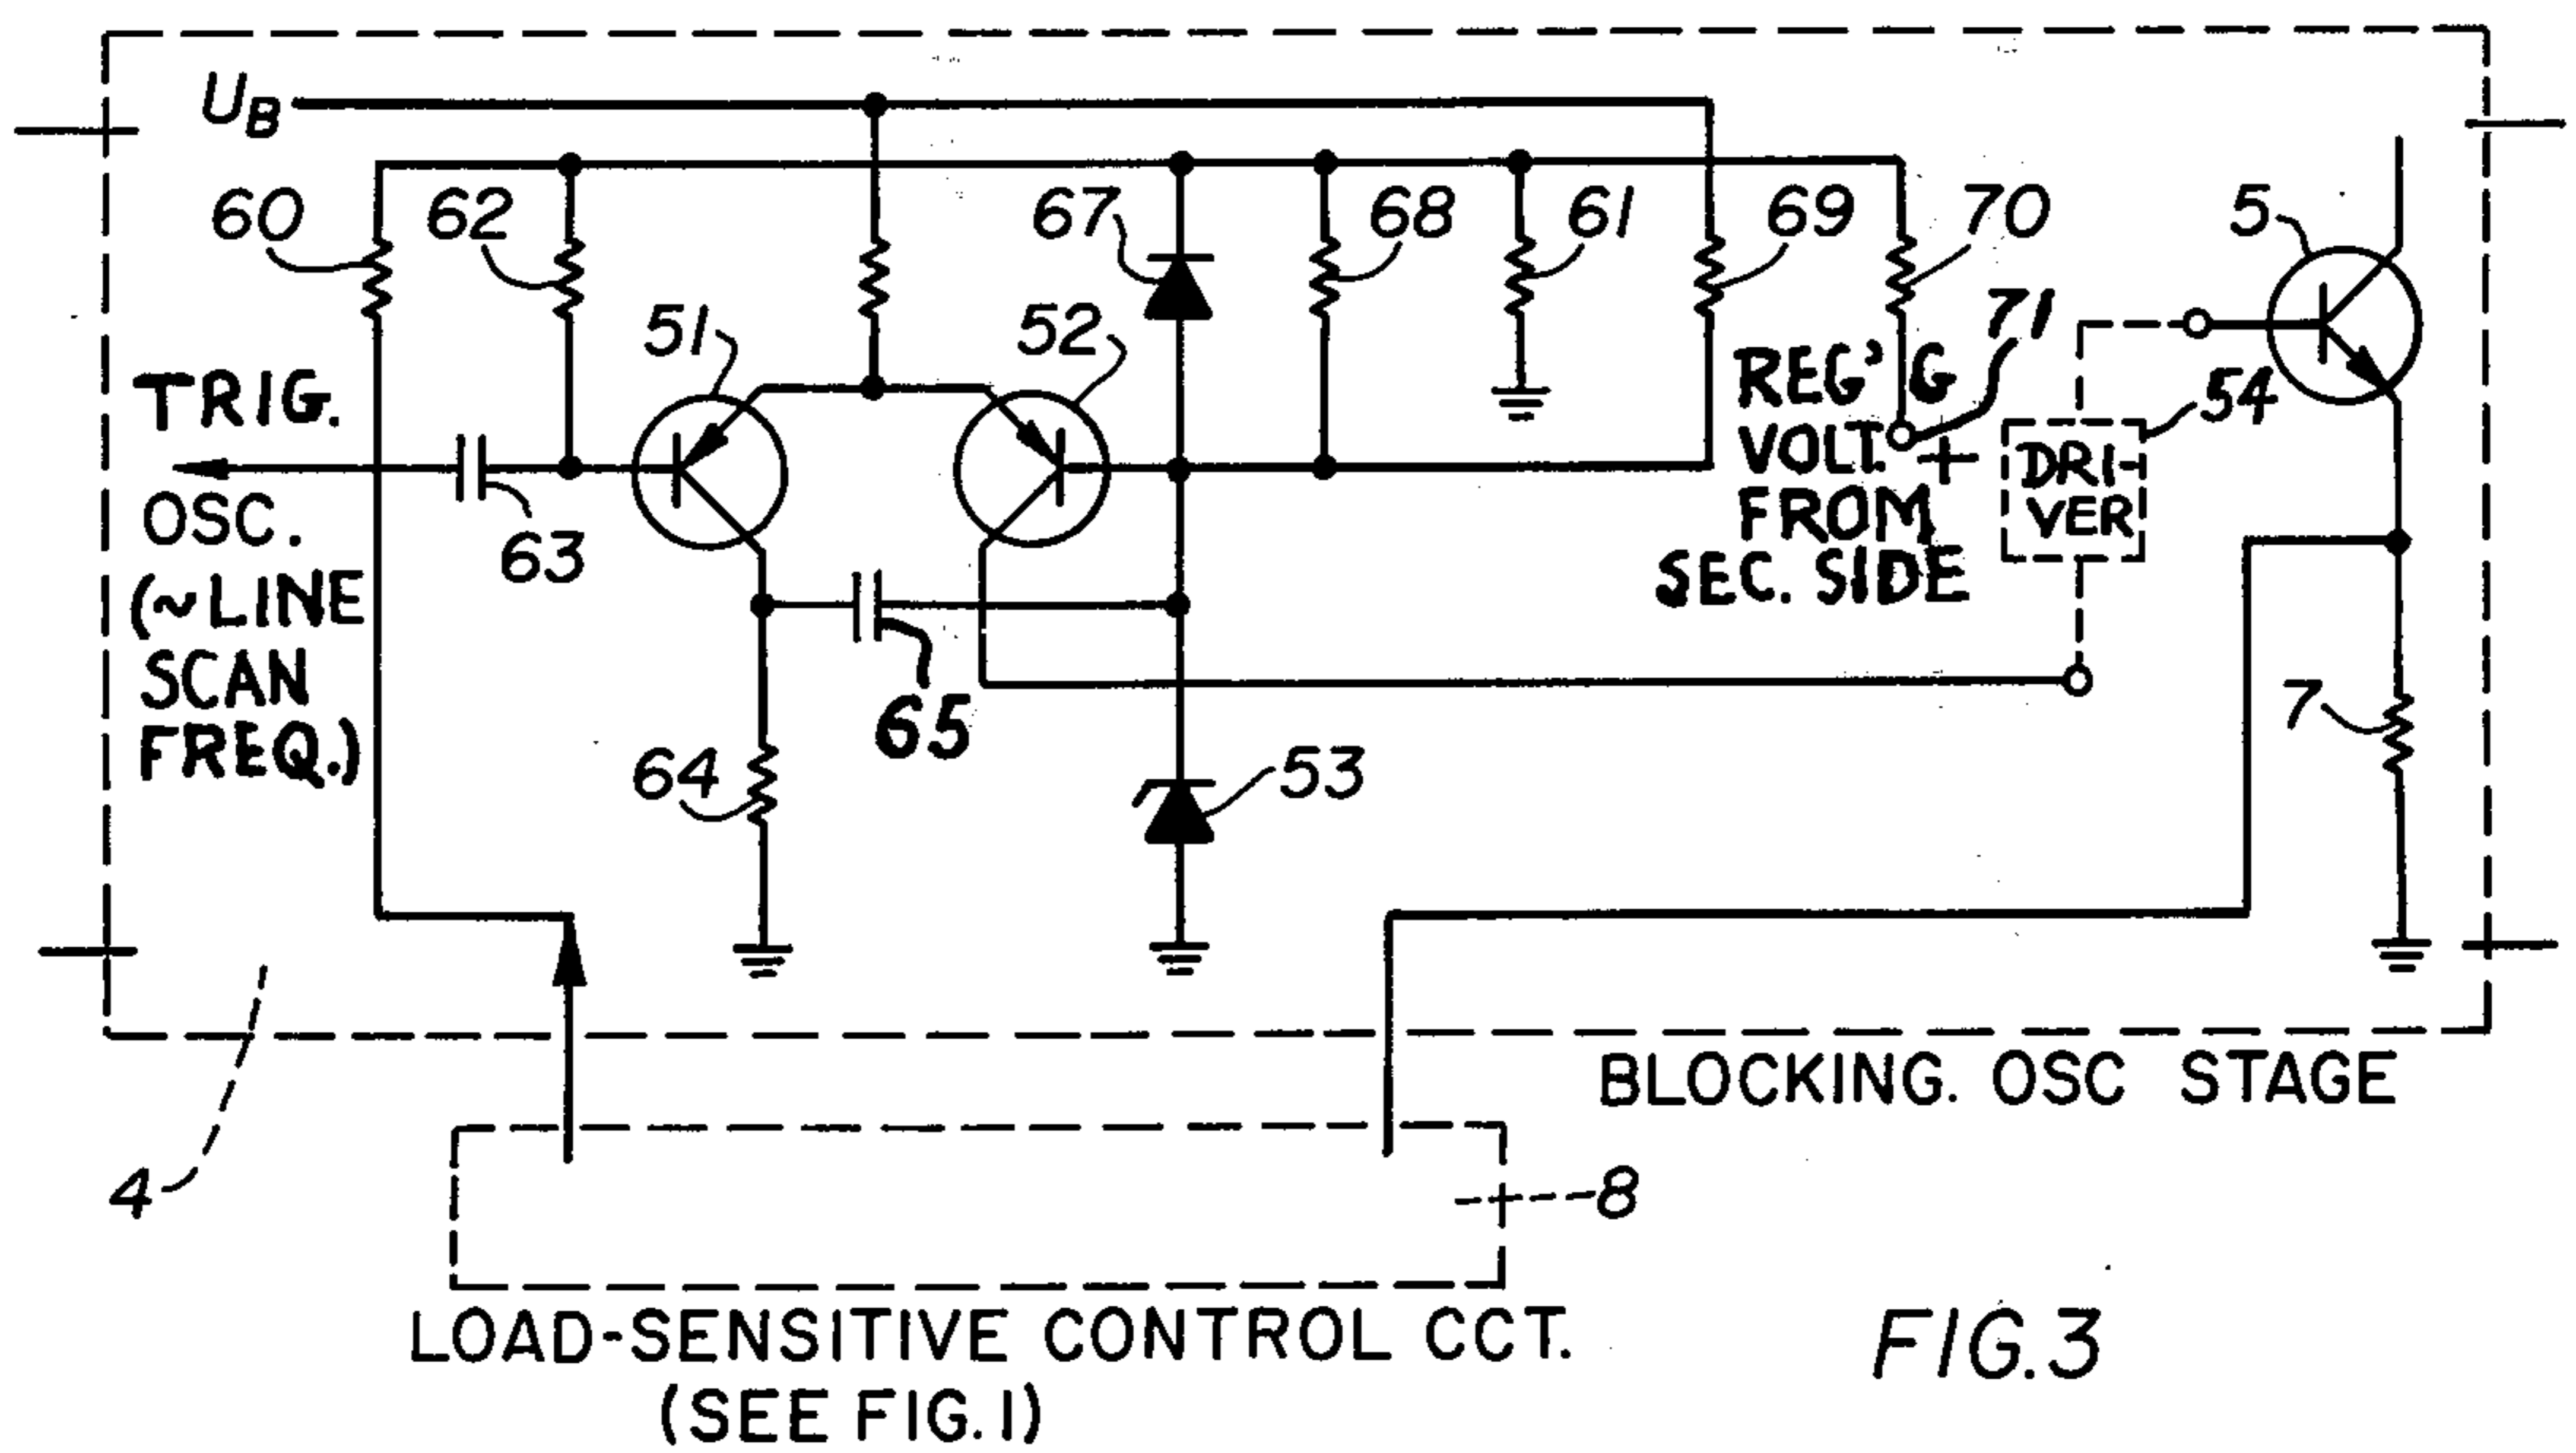 U_B
60
62
67
68
61
69
70
5
51
52
71
TRIG.
OSC.
(~LINE
SCAN
FREQ.)
REG'G
VOLT. +
FROM
SEC. SIDE
54
DRI-
VER
63
65
64
53
7
4
BLOCKING. OSC STAGE
8
LOAD-SENSITIVE CONTROL CCT.
(SEE FIG.1)
FIG.3